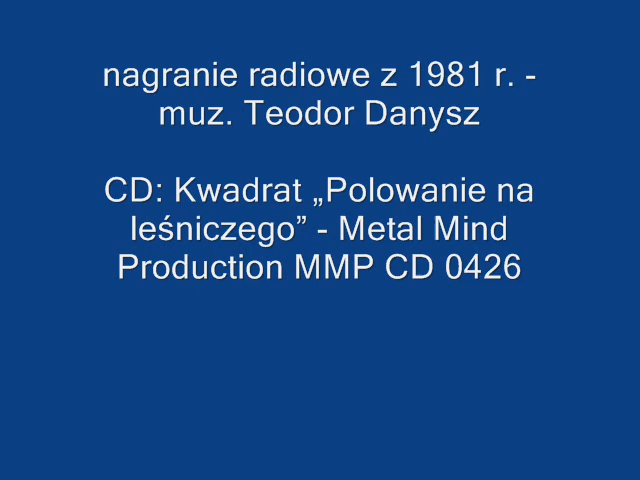 nagranie radiowe z 1981 r. -
muz. Teodor Danysz
CD: Kwadrat „Polowanie na
leśniczego” - Metal Mind
Production MMP CD 0426